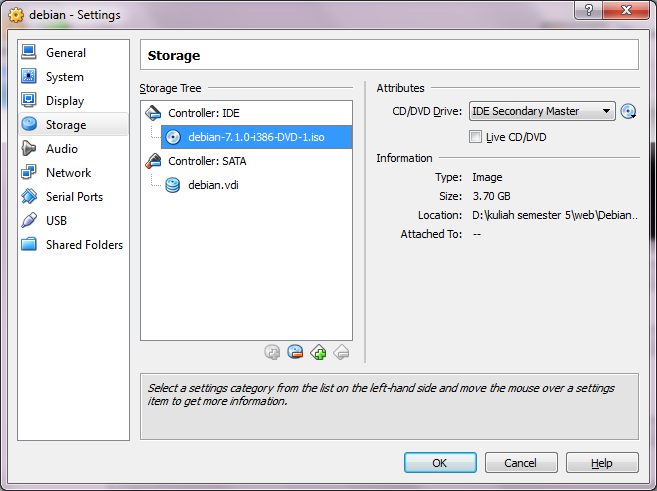 debian - Settings
General
System
Display
Storage
Audio
Network
Serial Ports
USB
Shared Folders
Storage
Storage Tree
Controller: IDE
debian-7.1.0-i386-DVD-1.iso
Controller: SATA
debian.vdi
Attributes
CD/DVD Drive: IDE Secondary Master
Live CD/DVD
Information
Type: Image
Size: 3.70 GB
Location: D:\kuliah semester 5\web\Debian..
Attached To: --
Select a settings category from the list on the left-hand side and move the mouse over a settings
item to get more information.
OK Cancel Help